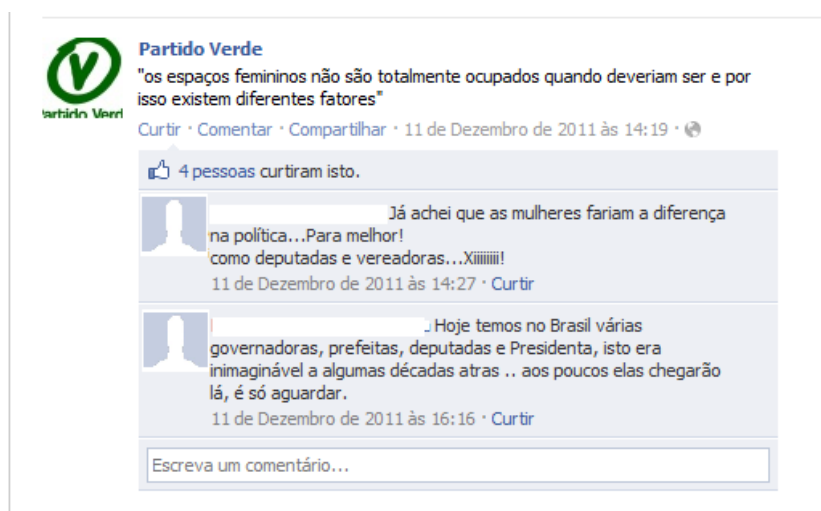 Partido Verde
"os espaços femininos não são totalmente ocupados quando deveriam ser e por
isso existem diferentes fatores"
Partido Verd
Curtir · Comentar · Compartilhar · 11 de Dezembro de 2011 às 14:19 ·
4 pessoas curtiram isto.
Já achei que as mulheres fariam a diferença
na política...Para melhor!
como deputadas e vereadoras...Xiiiiiiii!
11 de Dezembro de 2011 às 14:27 · Curtir
Hoje temos no Brasil várias
governadoras, prefeitas, deputadas e Presidenta, isto era
inimaginável a algumas décadas atras .. aos poucos elas chegarão
lá, é só aguardar.
11 de Dezembro de 2011 às 16:16 · Curtir
Escreva um comentário...